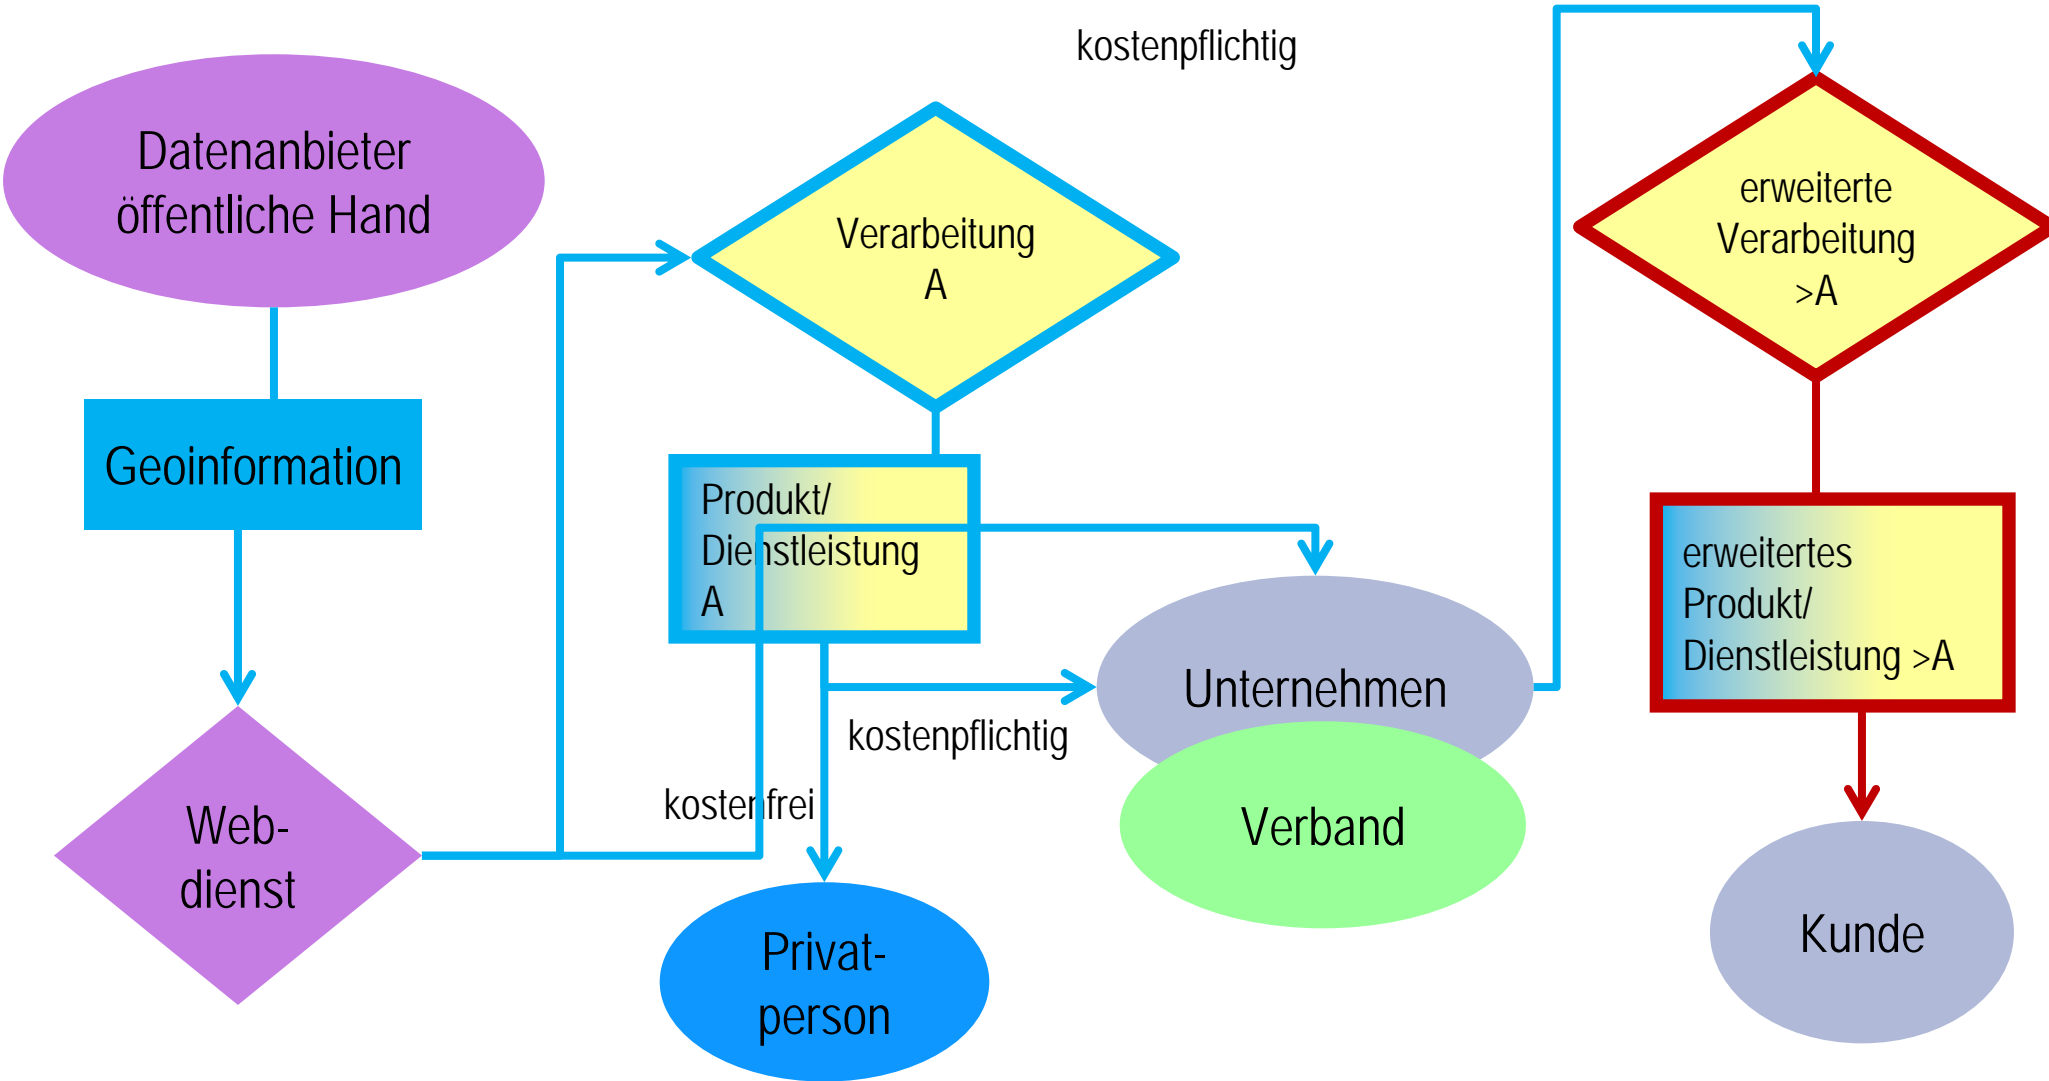 kostenpflichtig
Datenanbieter
öffentliche Hand
Verarbeitung
A
erweiterte
Verarbeitung
>A
Geoinformation
Produkt/
Dienstleistung
A
erweitertes
Produkt/
Dienstleistung >A
Unternehmen
kostenpflichtig
kostenfrei
Verband
Web-
dienst
Privat-
person
Kunde